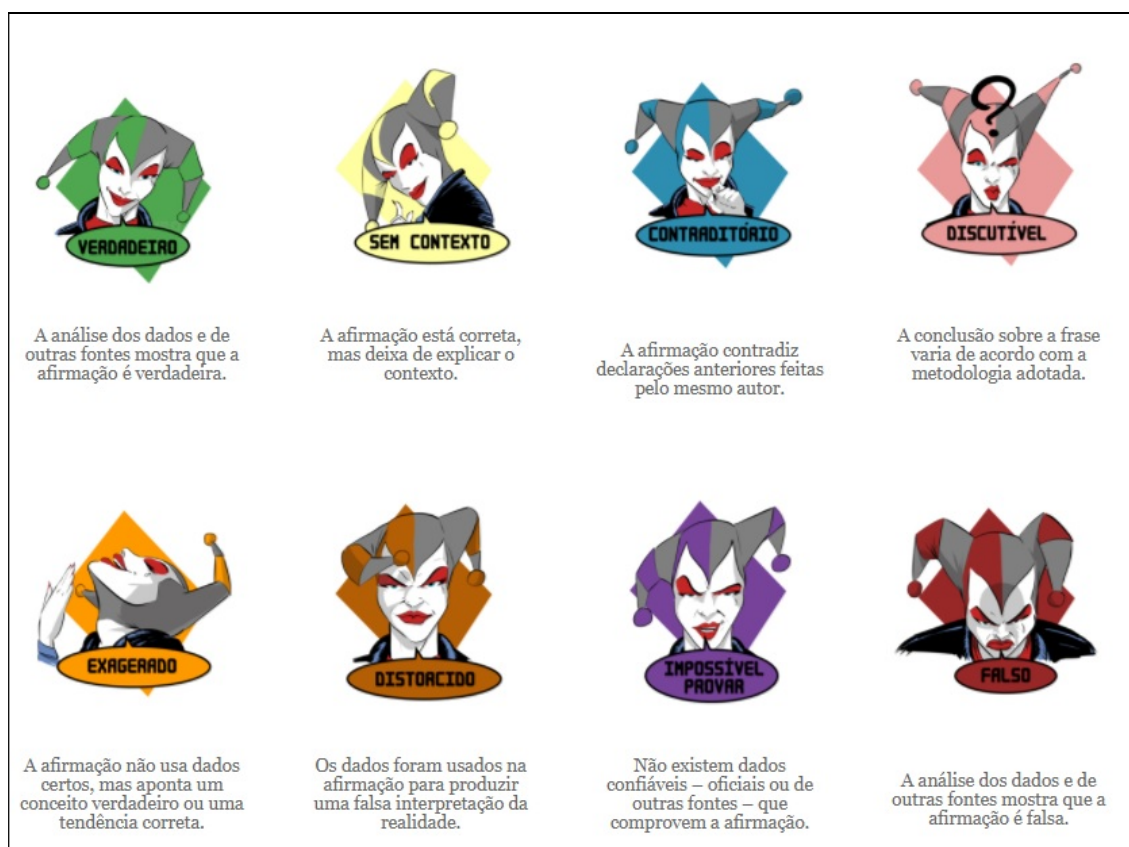 VERDADEIRO
A análise dos dados e de
outras fontes mostra que a
afirmação é verdadeira.
SEM CONTEXTO
A afirmação está correta,
mas deixa de explicar o
contexto.
CONTRADITÓRIO
A afirmação contradiz
declarações anteriores feitas
pelo mesmo autor.
?
DISCUTÍVEL
A conclusão sobre a frase
varia de acordo com a
metodologia adotada.
EXAGERADO
A afirmação não usa dados
certos, mas aponta um
conceito verdadeiro ou uma
tendência correta.
DISTORCIDO
Os dados foram usados na
afirmação para produzir
uma falsa interpretação da
realidade.
IMPOSSÍVEL
PROVAR
Não existem dados
confiáveis – oficiais ou de
outras fontes – que
comprovem a afirmação.
FALSO
A análise dos dados e de
outras fontes mostra que a
afirmação é falsa.